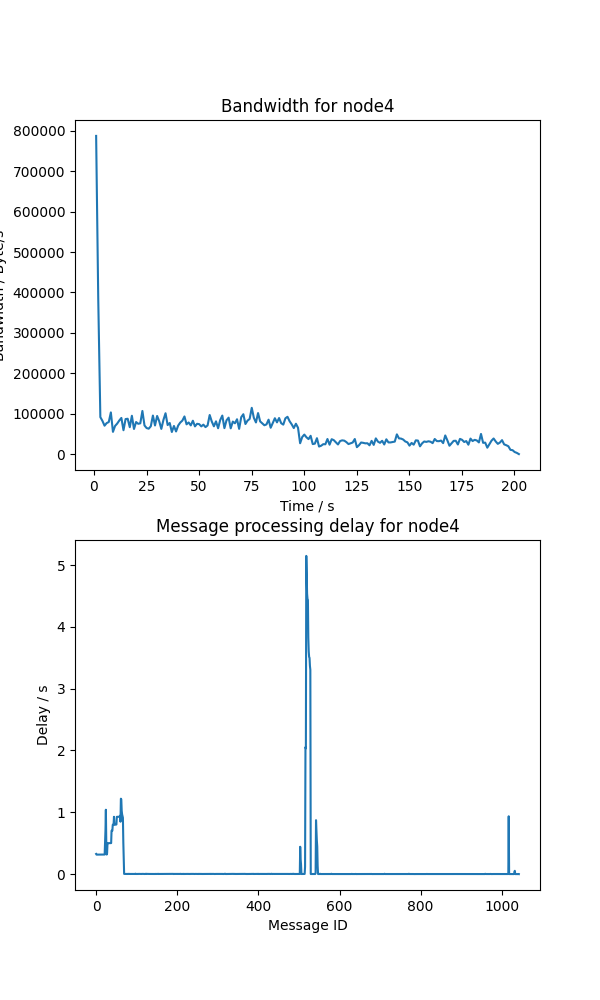 Bandwidth for node4
800000
700000
600000
500000
400000
300000
200000
100000
0
0 25 50 75 100 125 150 175 200
Time / s
Message processing delay for node4
Delay / s
5
4
3
2
1
0
0 200 400 600 800 1000
Message ID